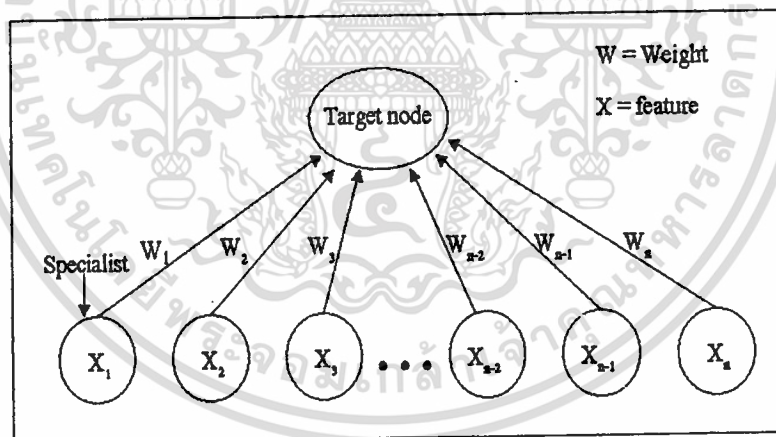 W = Weight
X = feature
Target node
Specialist
W₁ W₂ W₃ Wₙ₋₂ Wₙ₋₁ Wₙ
X₁ X₂ X₃ ... Xₙ₋₂ Xₙ₋₁ Xₙ